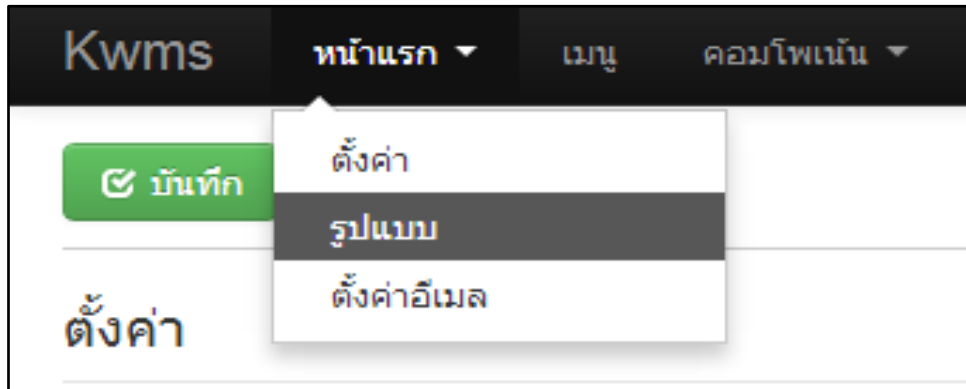 Kwms หน้าแรก เมนู คอมโพเน้น
บันทึก
ตั้งค่า
รูปแบบ
ตั้งค่าอีเมล
ตั้งค่า